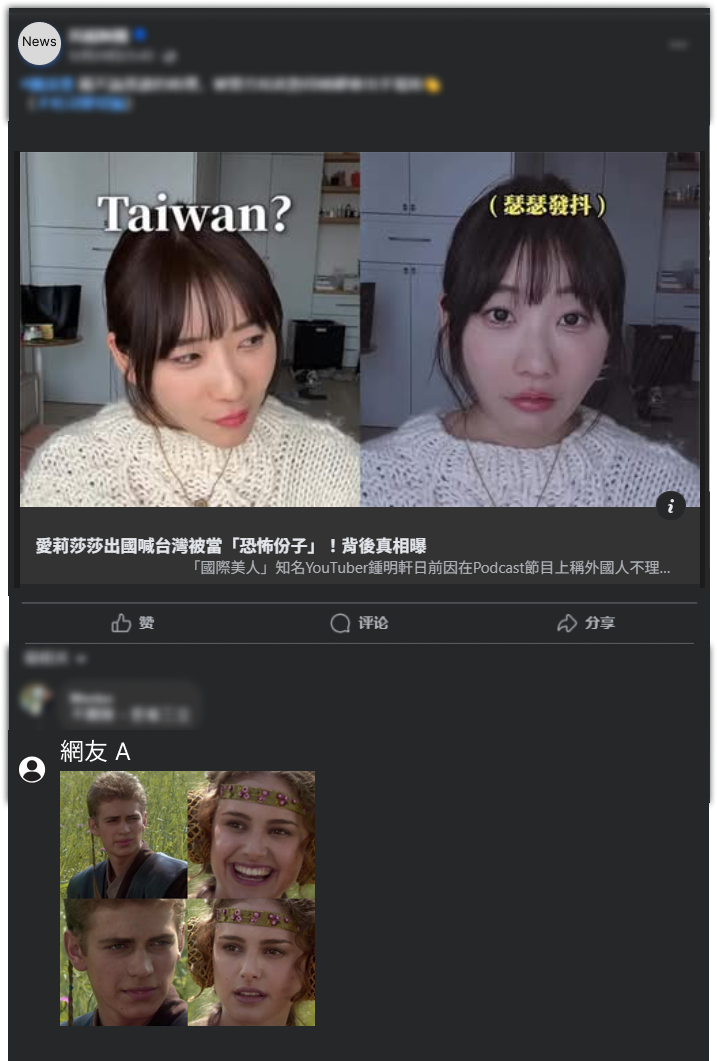 News
Taiwan?
（瑟瑟發抖）
愛莉莎莎出國喊台灣被當「恐怖份子」！背後真相曝
「國際美人」知名YouTuber鍾明軒日前因在Podcast節目上稱外國人不理...
赞 评论 分享
網友 A